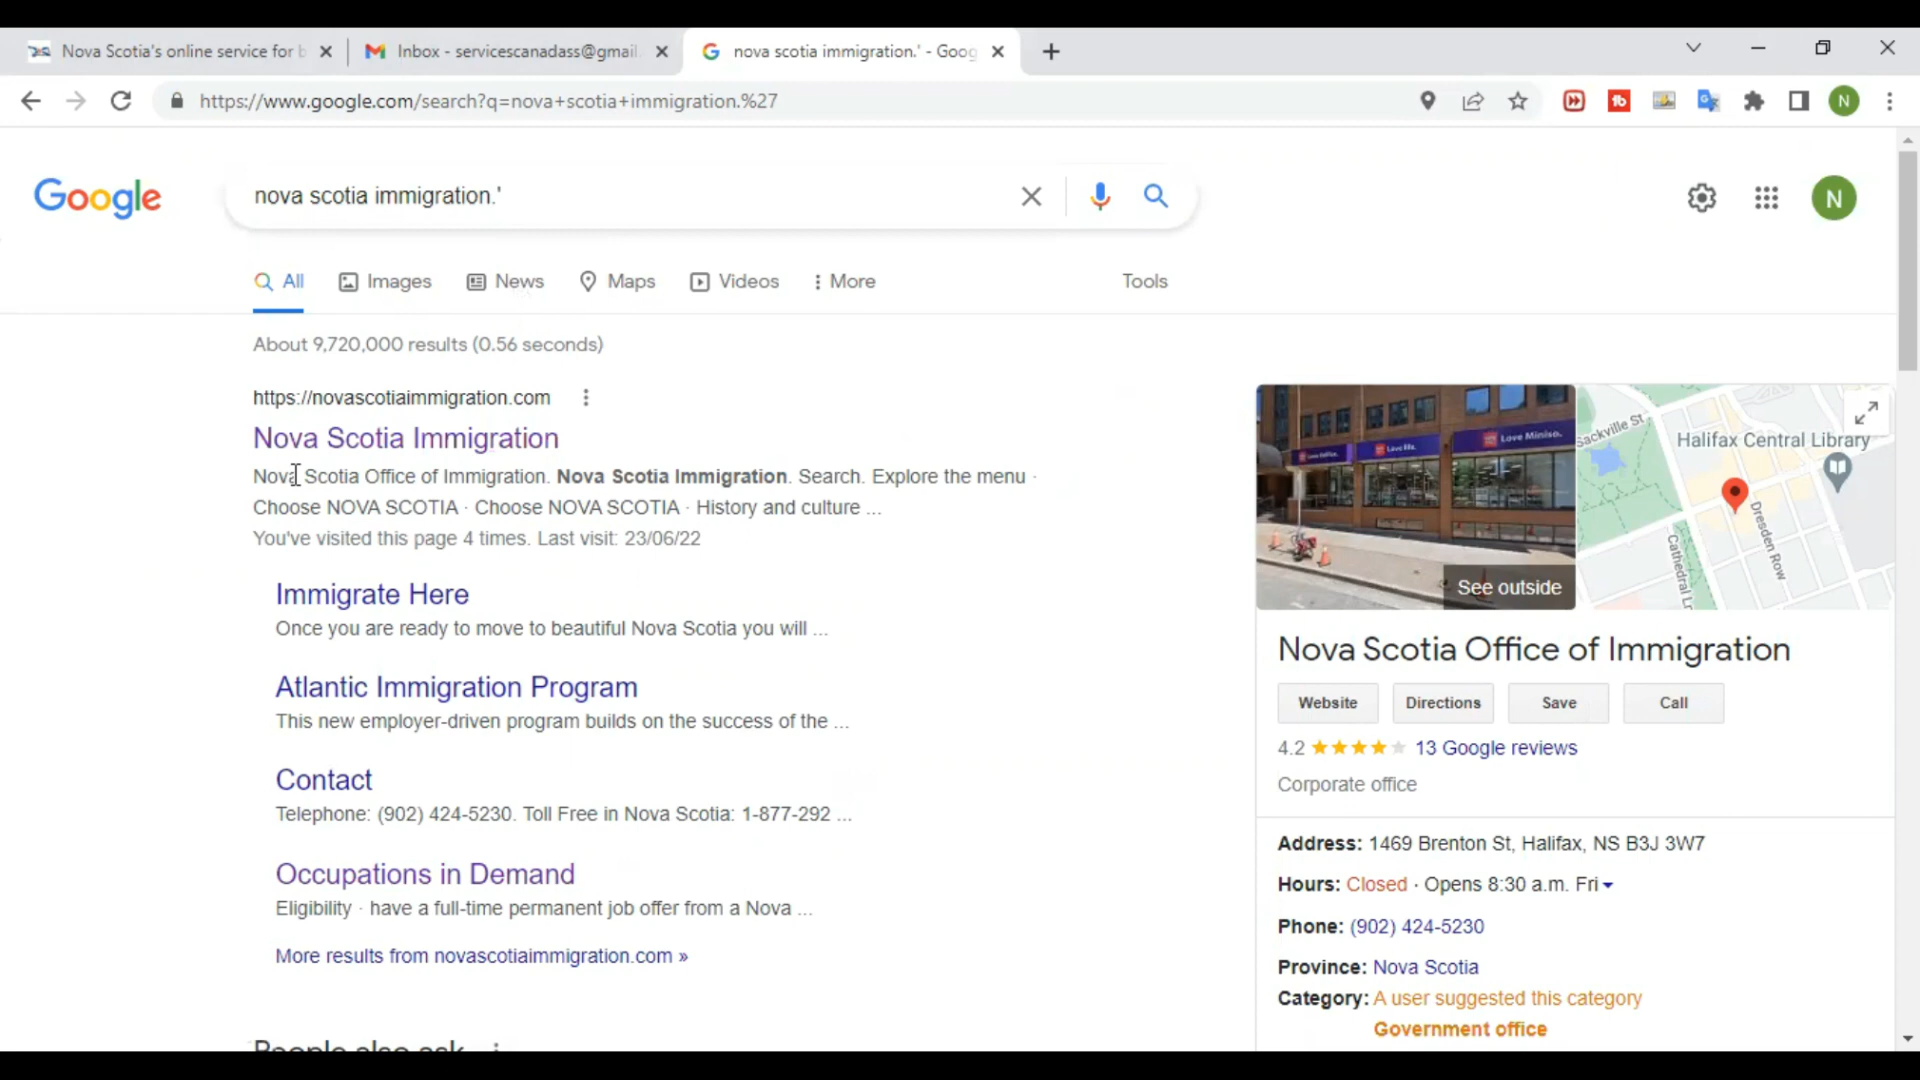 Nova Scotia's online service for b
Inbox - servicescanadass@gmail.
nova scotia immigration.' - Goog
https://www.google.com/search?q=nova+scotia+immigration.%27
N
Google
nova scotia immigration.'
N
All
Images
News
Maps
Videos
More
Tools
About 9,720,000 results (0.56 seconds)
https://novascotiaimmigration.com
Nova Scotia Immigration
Nova Scotia Office of Immigration. Nova Scotia Immigration. Search. Explore the menu ·
Choose NOVA SCOTIA · Choose NOVA SCOTIA · History and culture ...
You've visited this page 4 times. Last visit: 23/06/22
Immigrate Here
Once you are ready to move to beautiful Nova Scotia you will ...
Atlantic Immigration Program
This new employer-driven program builds on the success of the ...
Contact
Telephone: (902) 424-5230. Toll Free in Nova Scotia: 1-877-292 ...
Occupations in Demand
Eligibility · have a full-time permanent job offer from a Nova ...
More results from novascotiaimmigration.com »
People also ask
Love Halifax.
Love life.
Love Miniso.
See outside
Sackville St
Halifax Central Library
Dresden Row
Cathedral Ln
Nova Scotia Office of Immigration
Website
Directions
Save
Call
4.2
13 Google reviews
Corporate office
Address: 1469 Brenton St, Halifax, NS B3J 3W7
Hours: Closed · Opens 8:30 a.m. Fri
Phone: (902) 424-5230
Province: Nova Scotia
Category: A user suggested this category
Government office